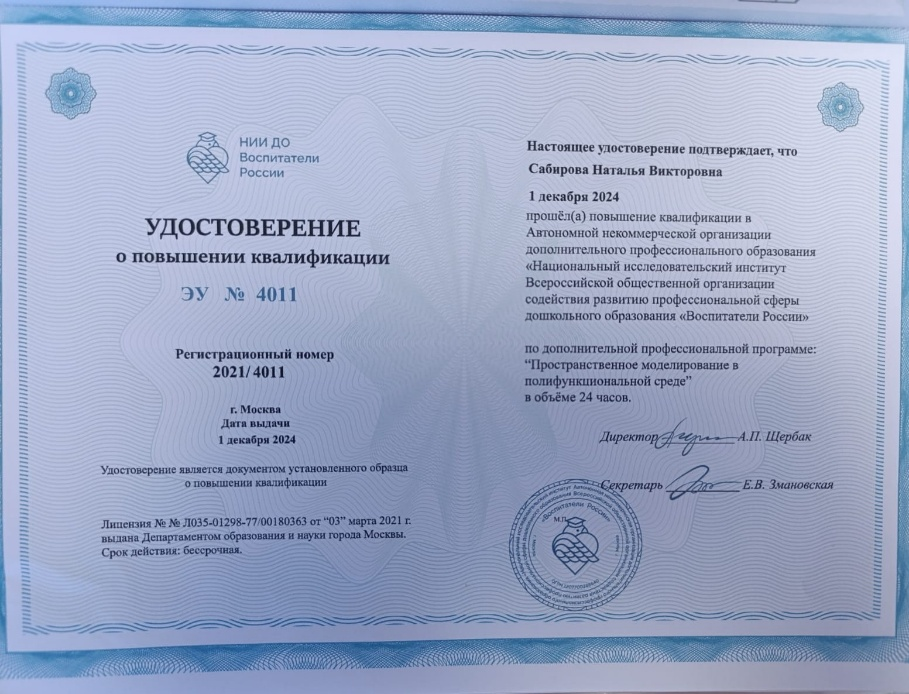 НИИ ДО
Воспитатели
России
УДОСТОВЕРЕНИЕ
о повышении квалификации
ЭУ № 4011
Регистрационный номер
2021/ 4011
г. Москва
Дата выдачи
1 декабря 2024
Удостоверение является документом установленного образца
о повышении квалификации
Лицензия № № Л035-01298-77/00180363 от “03” марта 2021 г.
выдана Департаментом образования и науки города Москвы.
Срок действия: бессрочная.
Настоящее удостоверение подтверждает, что
Сабирова Наталья Викторовна
1 декабря 2024
прошёл(а) повышение квалификации в
Автономной некоммерческой организации
дополнительного профессионального образования
«Национальный исследовательский институт
Всероссийской общественной организации
содействия развитию профессиональной сферы
дошкольного образования «Воспитатели России»
по дополнительной профессиональной программе:
“Пространственное моделирование в
полифункциональной среде”
в объёме 24 часов.
Директор А.П. Щербак
Секретарь Е.В. Змановская
«Воспитатели России»
М.П.